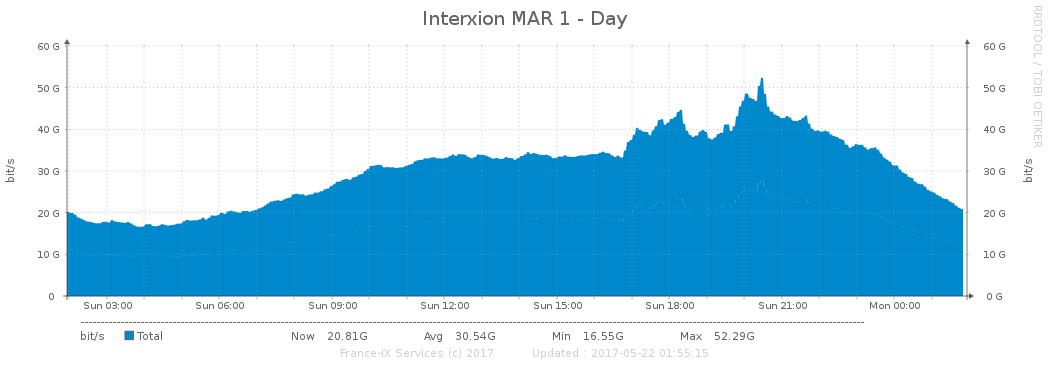 Interxion MAR 1 - Day
RRDTOOL / TOBI OETIKER
60 G 60 G
50 G 50 G
40 G 40 G
30 G 30 G
20 G 20 G
10 G 10 G
0 0 G
bit/s bit/s
Sun 03:00 Sun 06:00 Sun 09:00 Sun 12:00 Sun 15:00 Sun 18:00 Sun 21:00 Mon 00:00
bit/s Total Now 20.81G Avg 30.54G Min 16.55G Max 52.29G
France-IX Services (c) 2017 Updated : 2017-05-22 01:55:15